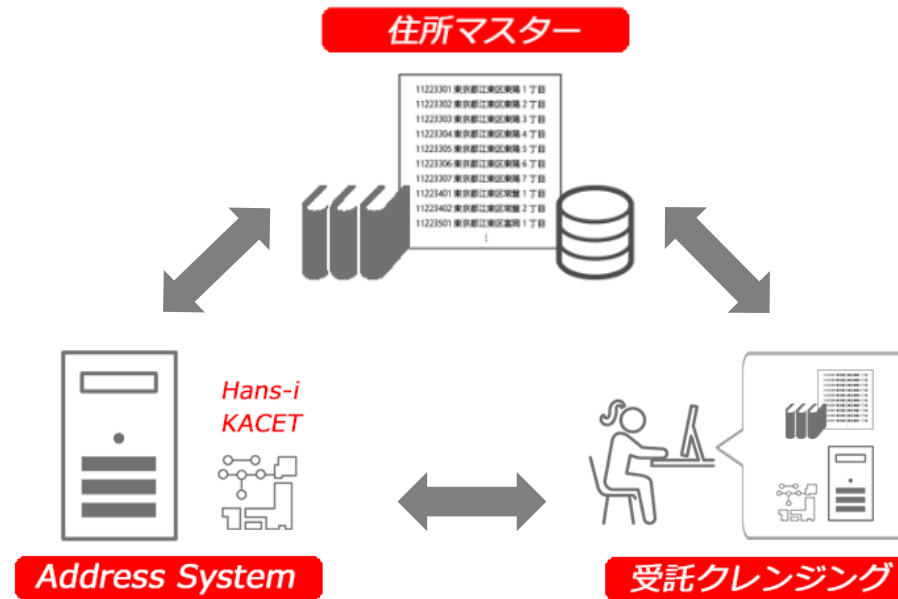 住所マスター
11223301 東京都江東区東陽 1 丁目
11223302 東京都江東区東陽 2 丁目
11223303 東京都江東区東陽 3 丁目
11223304 東京都江東区東陽 4 丁目
11223305 東京都江東区東陽 5 丁目
11223306 東京都江東区東陽 6 丁目
11223307 東京都江東区東陽 7 丁目
11223401 東京都江東区常盤 1 丁目
11223402 東京都江東区常盤 2 丁目
11223501 東京都江東区富岡 1 丁目
⋮
Hans-i
KACET
Address System
受託クレンジング